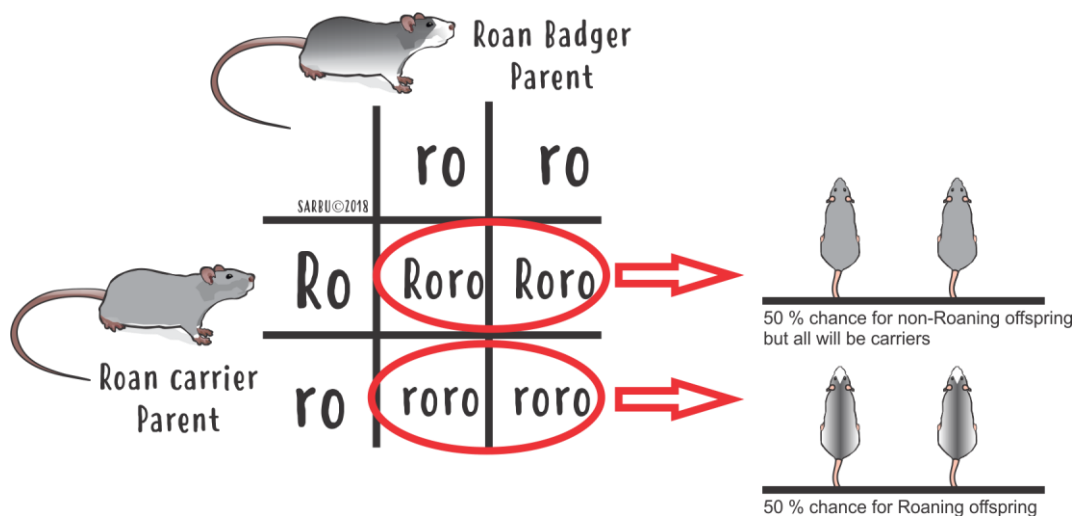 Roan Badger
Parent
ro ro
SARBU©2018
Ro Roro Roro
50 % chance for non-Roaning offspring
but all will be carriers
Roan carrier
Parent
ro roro roro
50 % chance for Roaning offspring